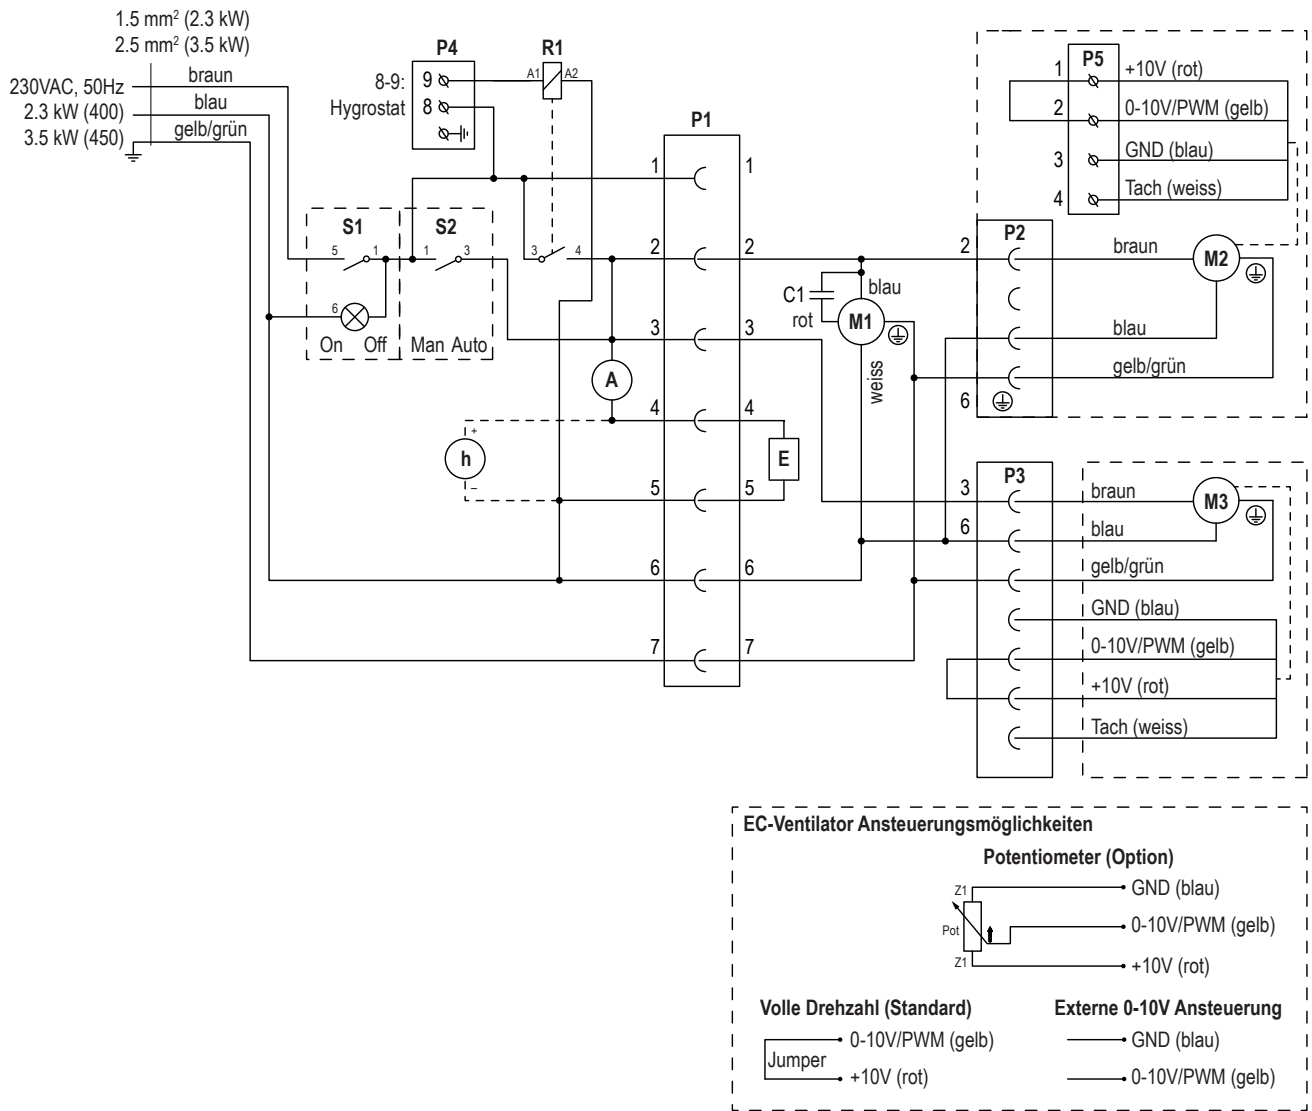 1.5 mm² (2.3 kW)
2.5 mm² (3.5 kW)
230VAC, 50Hz
2.3 kW (400)
3.5 kW (450)
braun
blau
gelb/grün
P4
8-9:
Hygrostat
9
8
R1
A1
A2
S1
5
1
6
On Off
S2
1
3
Man Auto
3
4
A
h
+
–
P1
1
1
2
2
3
3
4
4
5
5
6
6
7
7
E
C1
rot
blau
M1
weiss
P5
1
+10V (rot)
2
0-10V/PWM (gelb)
3
GND (blau)
4
Tach (weiss)
P2
2
braun
M2
blau
gelb/grün
6
P3
3
braun
M3
6
blau
gelb/grün
GND (blau)
0-10V/PWM (gelb)
+10V (rot)
Tach (weiss)
EC-Ventilator Ansteuerungsmöglichkeiten
Potentiometer (Option)
Z1
GND (blau)
Pot
0-10V/PWM (gelb)
Z1
+10V (rot)
Volle Drehzahl (Standard)
0-10V/PWM (gelb)
Jumper
+10V (rot)
Externe 0-10V Ansteuerung
GND (blau)
0-10V/PWM (gelb)